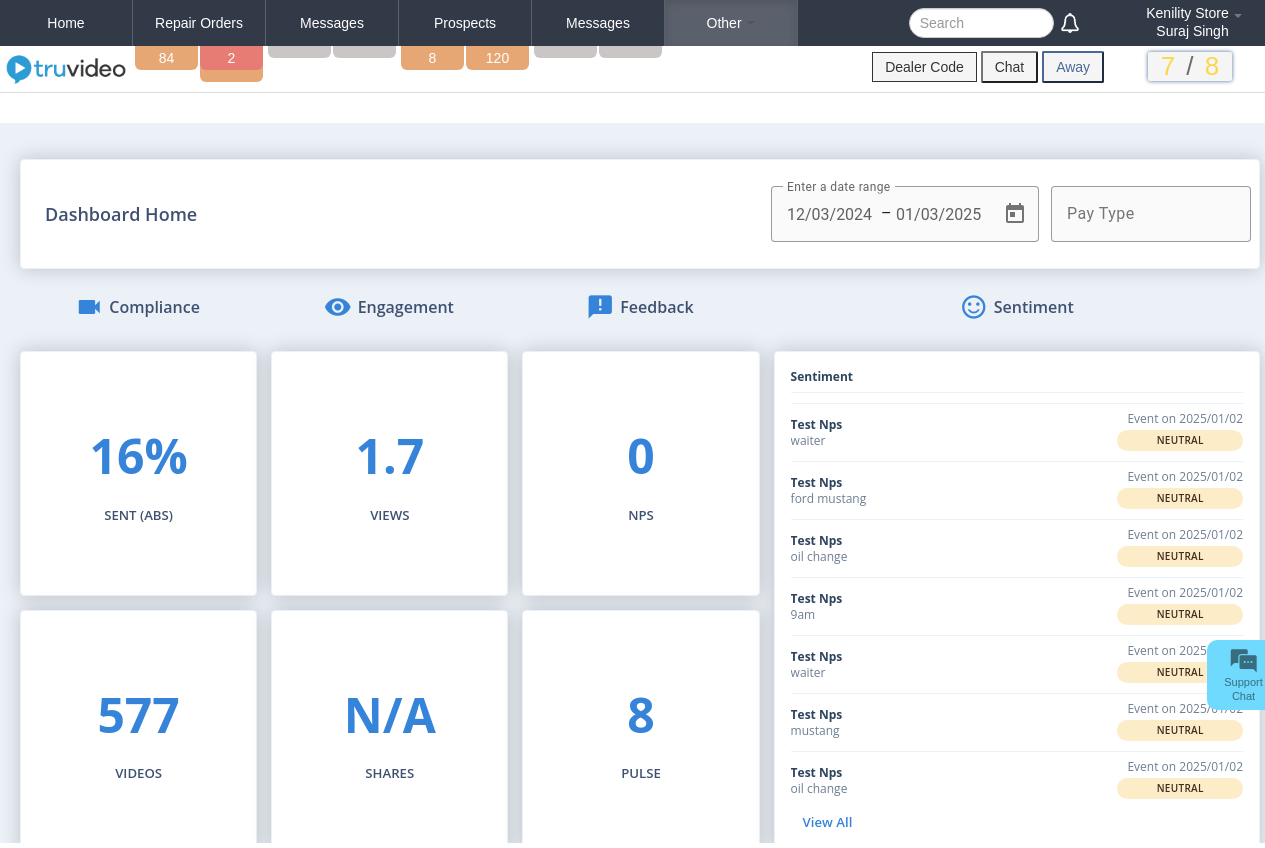 Home
Repair Orders
Messages
Prospects
Messages
Other
Search
Kenility Store
Suraj Singh
truvideo
84
2
8
120
Dealer Code
Chat
Away
7 / 8
Dashboard Home
Enter a date range
12/03/2024 – 01/03/2025
Pay Type
Compliance
Engagement
Feedback
Sentiment
16%
SENT (ABS)
1.7
VIEWS
0
NPS
577
VIDEOS
N/A
SHARES
8
PULSE
Sentiment
Test Nps
waiter
Event on 2025/01/02
NEUTRAL
Test Nps
ford mustang
Event on 2025/01/02
NEUTRAL
Test Nps
oil change
Event on 2025/01/02
NEUTRAL
Test Nps
9am
Event on 2025/01/02
NEUTRAL
Test Nps
waiter
Event on 2025
NEUTRAL
Test Nps
mustang
Event on 2025/01/02
NEUTRAL
Test Nps
oil change
Event on 2025/01/02
NEUTRAL
View All
Support
Chat